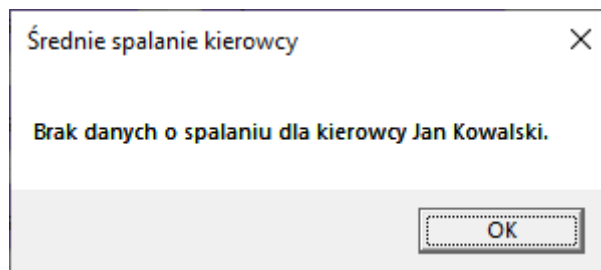 Średnie spalanie kierowcy
Brak danych o spalaniu dla kierowcy Jan Kowalski.
OK